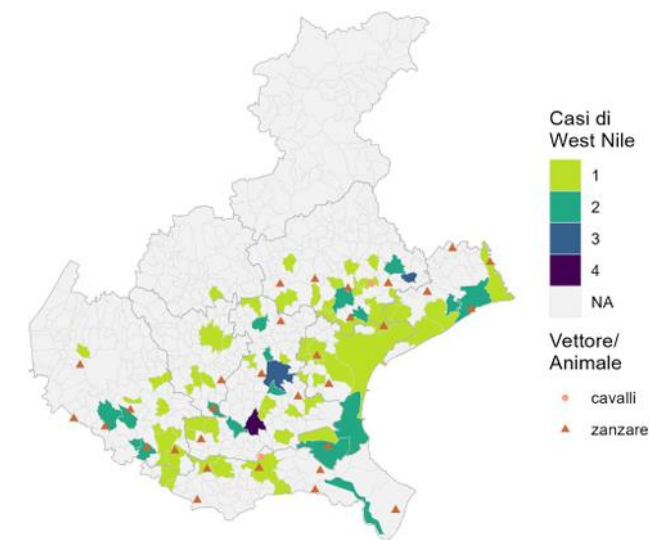 Casi di
West Nile
1
2
3
4
NA
Vettore/
Animale
cavalli
zanzare